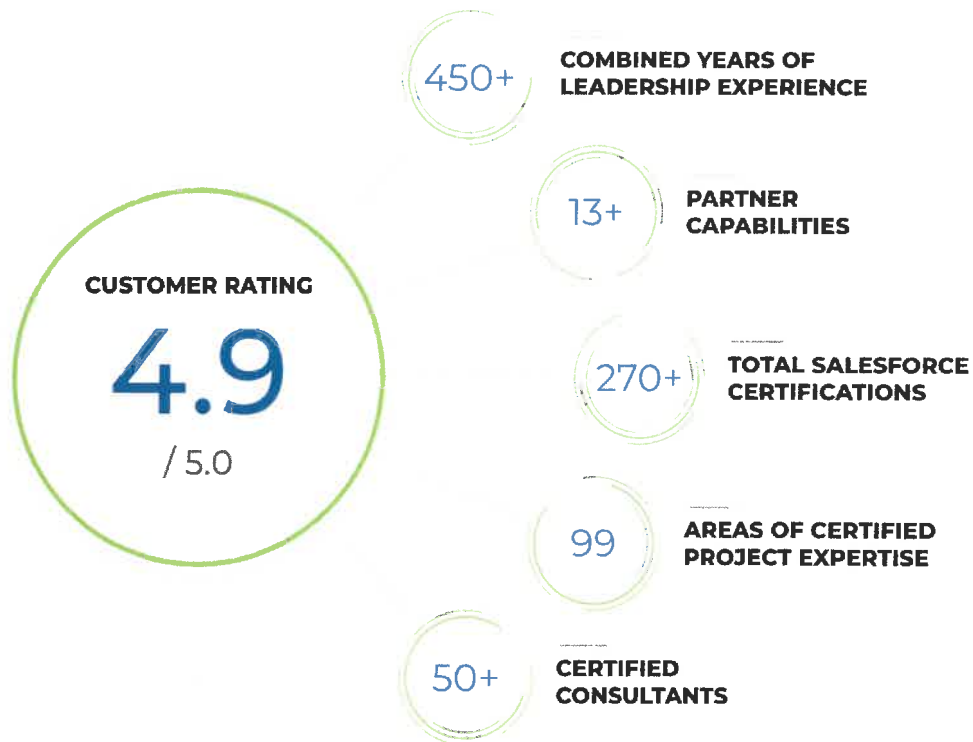 CUSTOMER RATING
4.9
/ 5.0
450+
COMBINED YEARS OF
LEADERSHIP EXPERIENCE
13+
PARTNER
CAPABILITIES
270+
TOTAL SALESFORCE
CERTIFICATIONS
99
AREAS OF CERTIFIED
PROJECT EXPERTISE
50+
CERTIFIED
CONSULTANTS